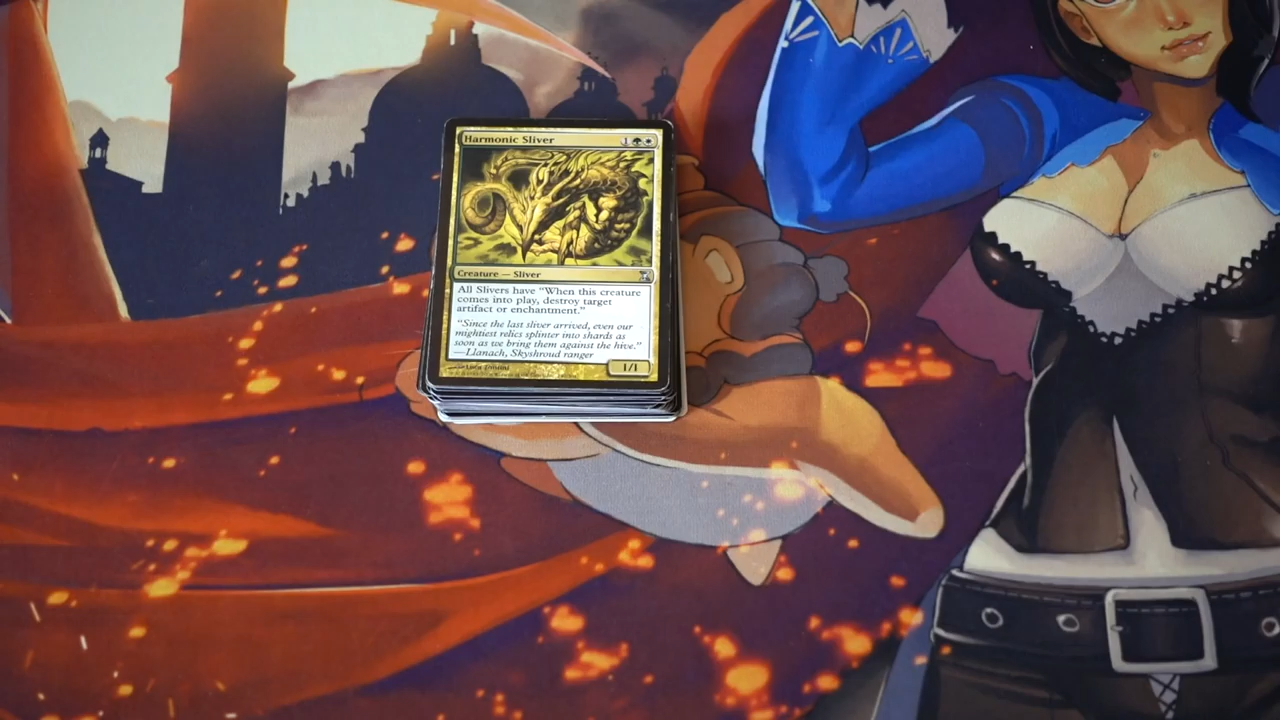 Harmonic Sliver 1
Creature — Sliver
All Slivers have "When this creature
comes into play, destroy target
artifact or enchantment."
"Since the last sliver arrived, even our
mightiest relics splinter into shards as
soon as we bring them against the hive."
—Llanach, Skyshroud ranger
1/1